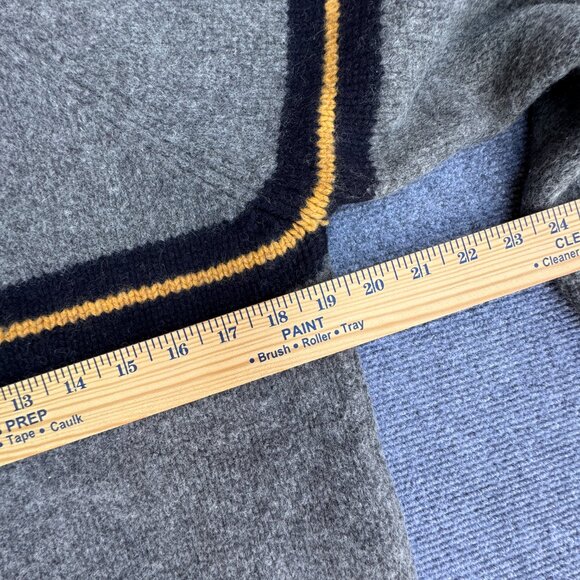 13 14 15 16 17 18 19 20 21 22 23 24
PREP
• Tape • Caulk
PAINT
• Brush • Roller • Tray
CLE
• Cleaner